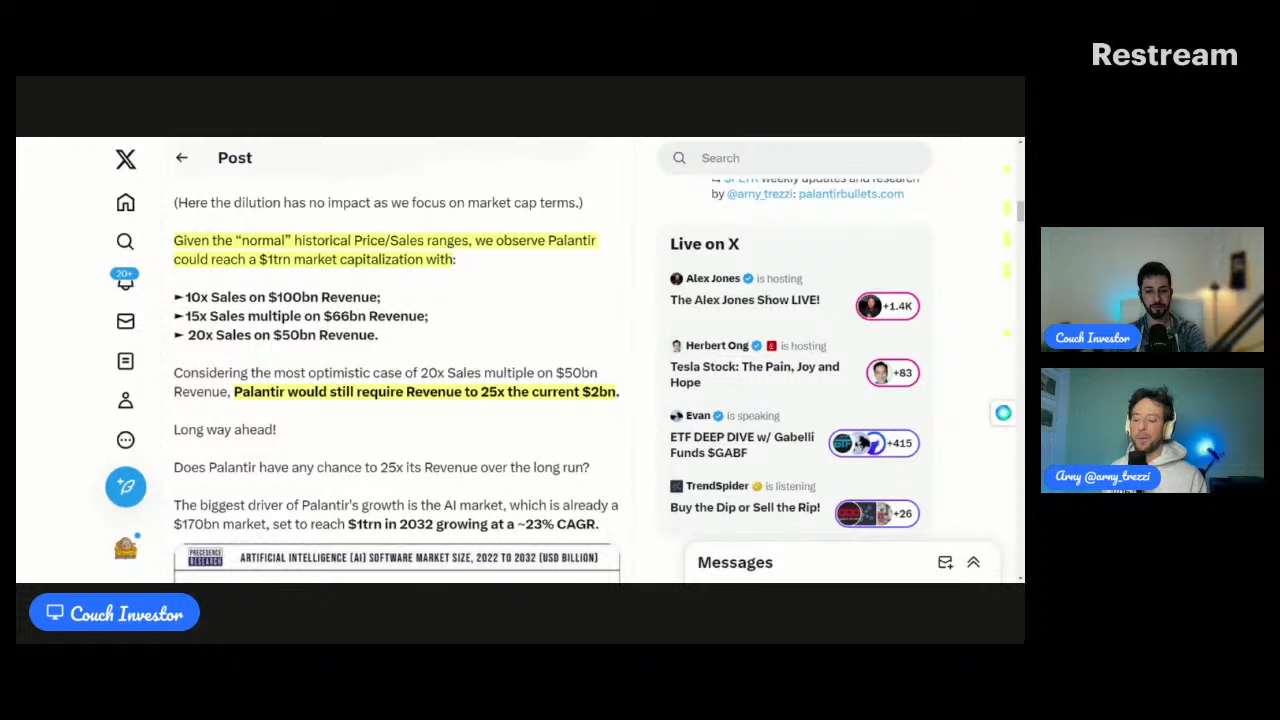 Restream
Post
Search
(Here the dilution has no impact as we focus on market cap terms.)
Given the “normal” historical Price/Sales ranges, we observe Palantir
could reach a $1trn market capitalization with:
►10x Sales on $100bn Revenue;
►15x Sales multiple on $66bn Revenue;
► 20x Sales on $50bn Revenue.
Considering the most optimistic case of 20x Sales multiple on $50bn
Revenue, Palantir would still require Revenue to 25x the current $2bn.
Long way ahead!
Does Palantir have any chance to 25x its Revenue over the long run?
The biggest driver of Palantir's growth is the AI market, which is already a
$170bn market, set to reach $1trn in 2032 growing at a ~23% CAGR.
PRECEDENCE
RESEARCH
ARTIFICIAL INTELLIGENCE (AI) SOFTWARE MARKET SIZE, 2022 TO 2032 (USD BILLION)
20+
$PLTR weekly updates and research
by @arny_trezzi: palantirbullets.com
Live on X
Alex Jones is hosting
The Alex Jones Show LIVE!
+1.4K
Herbert Ong is hosting
Tesla Stock: The Pain, Joy and
Hope
+83
Evan is speaking
ETF DEEP DIVE w/ Gabelli
Funds $GABF
+415
TrendSpider is listening
Buy the Dip or Sell the Rip!
+26
Messages
Couch Investor
Arny @arny_trezzi
Couch Investor